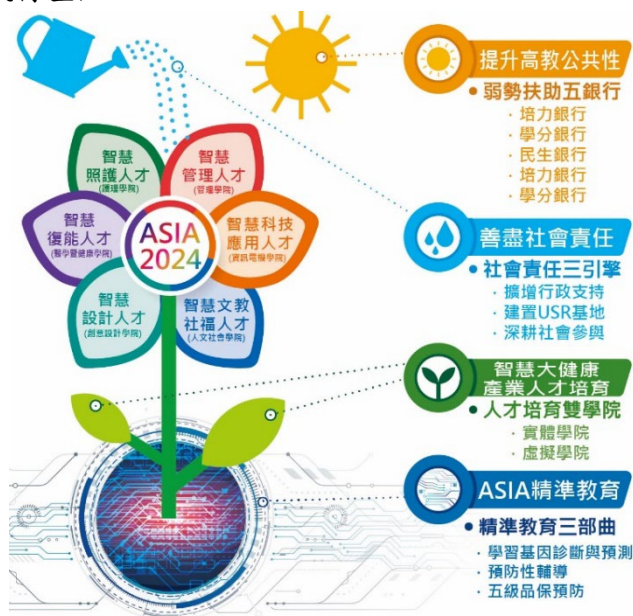 智慧
照護人才
(護理學院)
智慧
管理人才
(管理學院)
智慧
復能人才
(醫學暨健康學院)
ASIA
2024
智慧科技
應用人才
(資訊電機學院)
智慧
設計人才
(創意設計學院)
智慧文教
社福人才
(人文社會學院)
提升高教公共性
•弱勢扶助五銀行
·培力銀行
·學分銀行
·民生銀行
·培力銀行
·學分銀行
善盡社會責任
•社會責任三引擎
·擴增行政支持
·建置USR基地
·深耕社會參與
智慧大健康
產業人才培育
•人才培育雙學院
·實體學院
·虛擬學院
ASIA精準教育
•精準教育三部曲
·學習基因診斷與預測
·預防性輔導
·五級品保預防